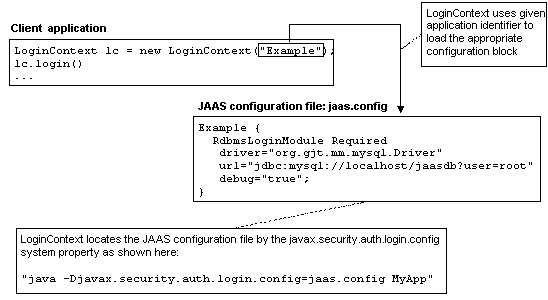 Client application
LoginContext lc = new LoginContext("Example");
lc.login()
...
LoginContext uses given
application identifier to
load the appropriate
configuration block
JAAS configuration file: jaas.config
Example {
RdbmsLoginModule Required
driver="org.gjt.mm.mysql.Driver"
url="jdbc:mysql://localhost/jaasdb?user=root"
debug="true";
}
LoginContext locates the JAAS configuration file by the javax.security.auth.login.config
system property as shown here:
"java -Djavax.security.auth.login.config=jaas.config MyApp"